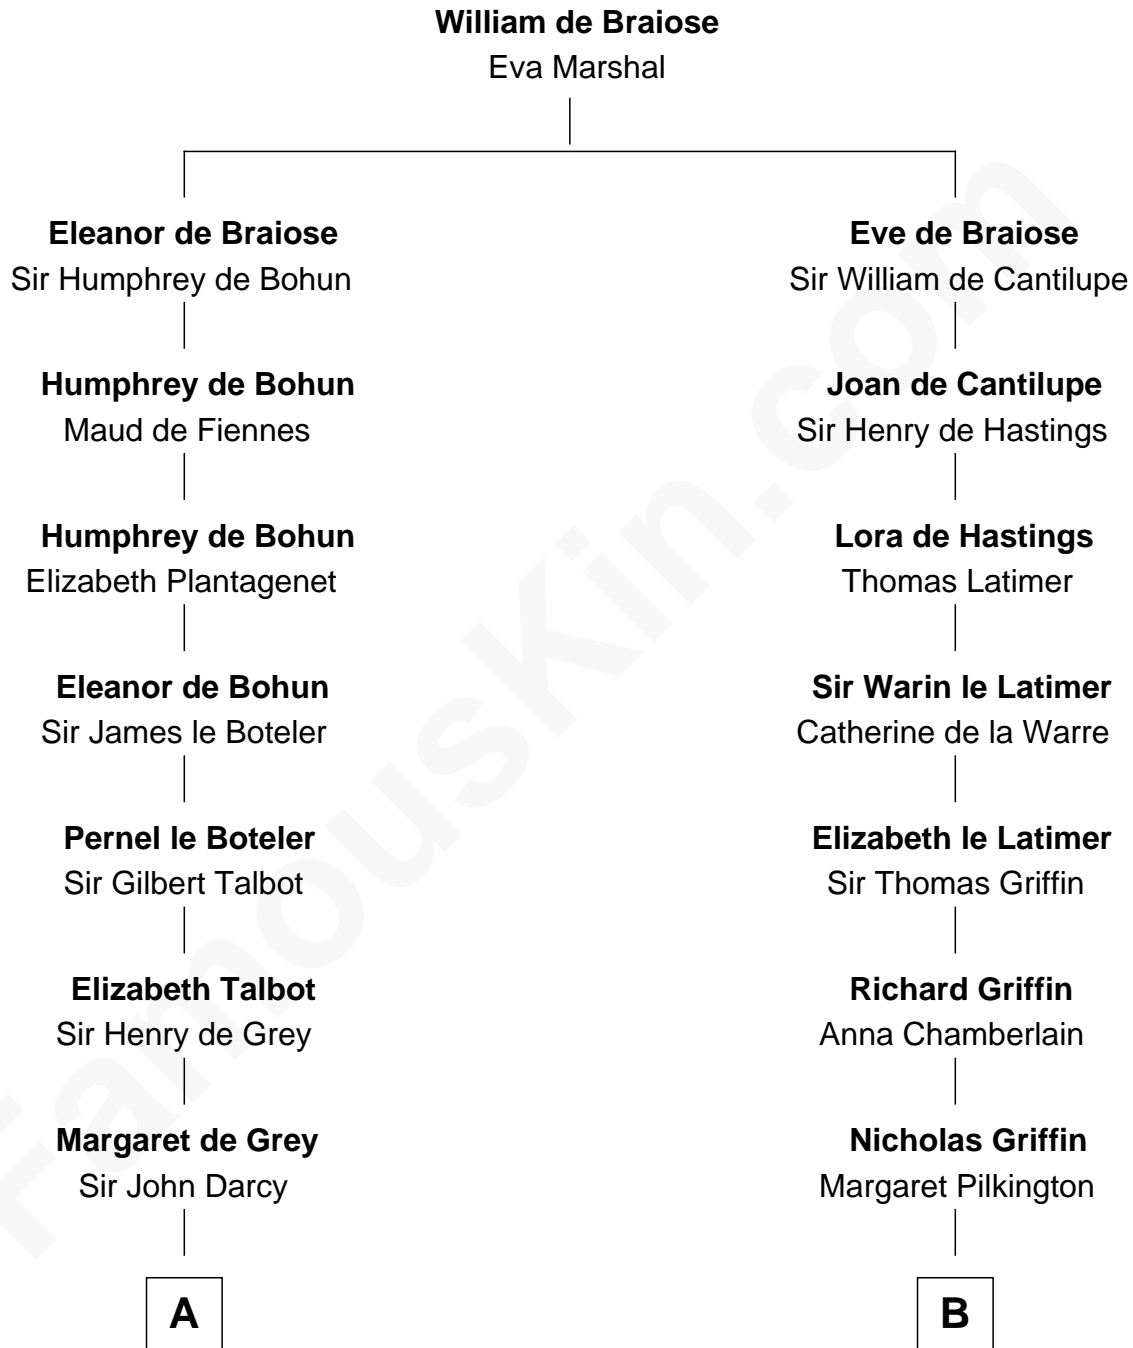 William de Braiose
Eva Marshal
Eleanor de Braiose
Sir Humphrey de Bohun
Eve de Braiose
Sir William de Cantilupe
Humphrey de Bohun
Maud de Fiennes
Joan de Cantilupe
Sir Henry de Hastings
Humphrey de Bohun
Elizabeth Plantagenet
Lora de Hastings
Thomas Latimer
Eleanor de Bohun
Sir James le Boteler
Sir Warin le Latimer
Catherine de la Warre
Pernel le Boteler
Sir Gilbert Talbot
Elizabeth le Latimer
Sir Thomas Griffin
Elizabeth Talbot
Sir Henry de Grey
Richard Griffin
Anna Chamberlain
Margaret de Grey
Sir John Darcy
Nicholas Griffin
Margaret Pilkington
A
B
FamousKin.com